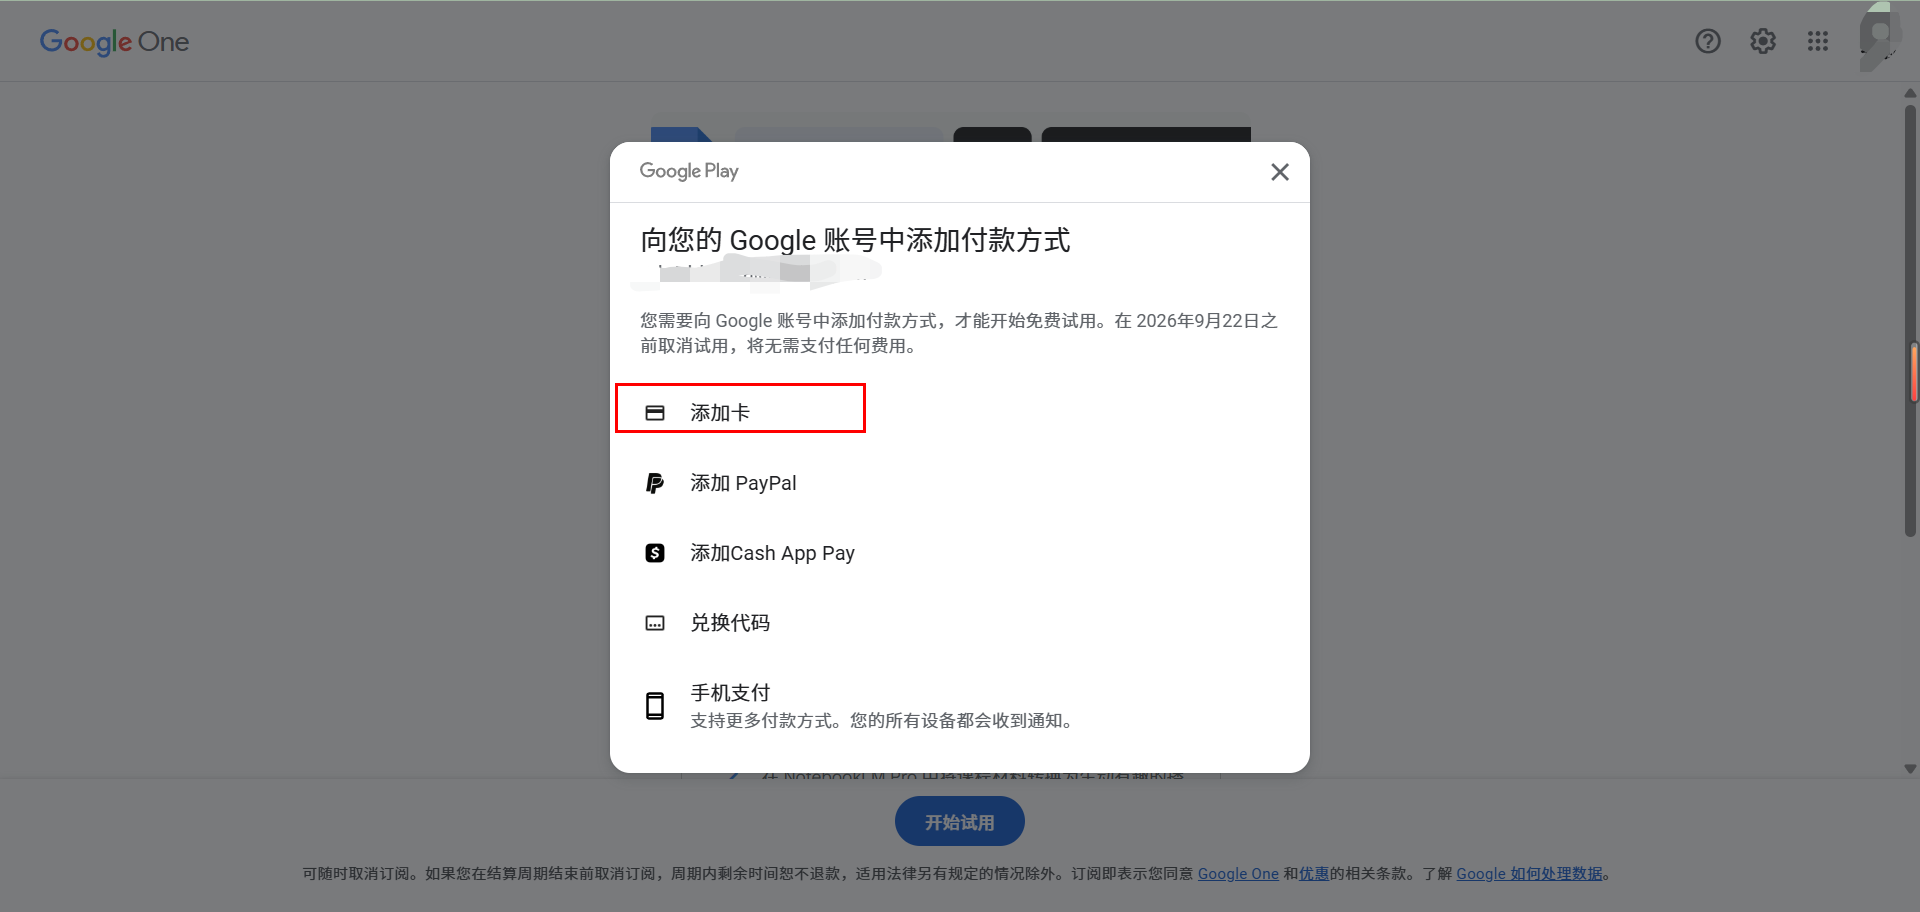 Google One
Google Play
向您的 Google 账号中添加付款方式
您需要向 Google 账号中添加付款方式，才能开始免费试用。在 2026年9月22日之
前取消试用，将无需支付任何费用。
添加卡
添加 PayPal
添加Cash App Pay
兑换代码
手机支付
支持更多付款方式。您的所有设备都会收到通知。
开始试用
可随时取消订阅。如果您在结算周期结束前取消订阅，周期内剩余时间恕不退款，适用法律另有规定的情况除外。订阅即表示您同意 Google One 和优惠的相关条款。了解 Google 如何处理数据。